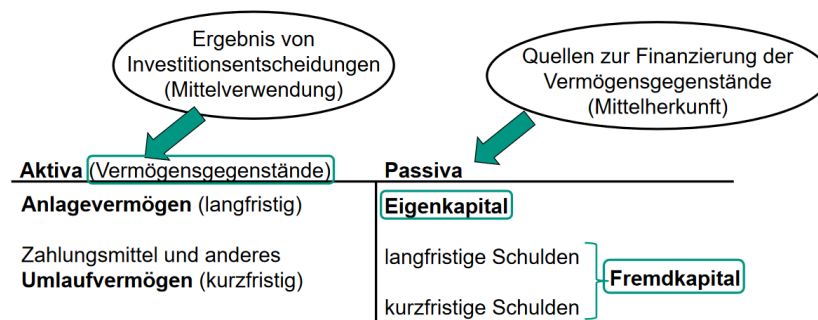 Ergebnis von
Investitionsentscheidungen
(Mittelverwendung)
Quellen zur Finanzierung der
Vermögensgegenstände
(Mittelherkunft)
Aktiva (Vermögensgegenstände)
Passiva
Anlagevermögen (langfristig)
Eigenkapital
Zahlungsmittel und anderes
Umlaufvermögen (kurzfristig)
langfristige Schulden
Fremdkapital
kurzfristige Schulden